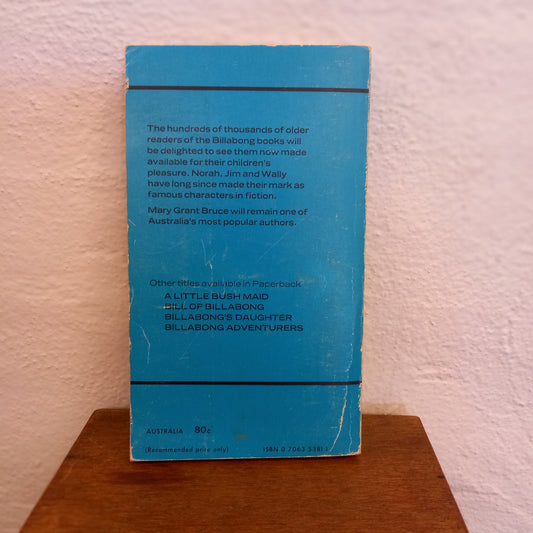 The hundreds of thousands of older
readers of the Billabong books will
be delighted to see them now made
available for their children's
pleasure. Norah, Jim and Wally
have long since made their mark as
famous characters in fiction.
Mary Grant Bruce will remain one of
Australia's most popular authors.
Other titles available in Paperback
A LITTLE BUSH MAID
BILL OF BILLABONG
BILLABONG'S DAUGHTER
BILLABONG ADVENTURERS
AUSTRALIA 80c
(Recommended price only) ISBN 0 7063